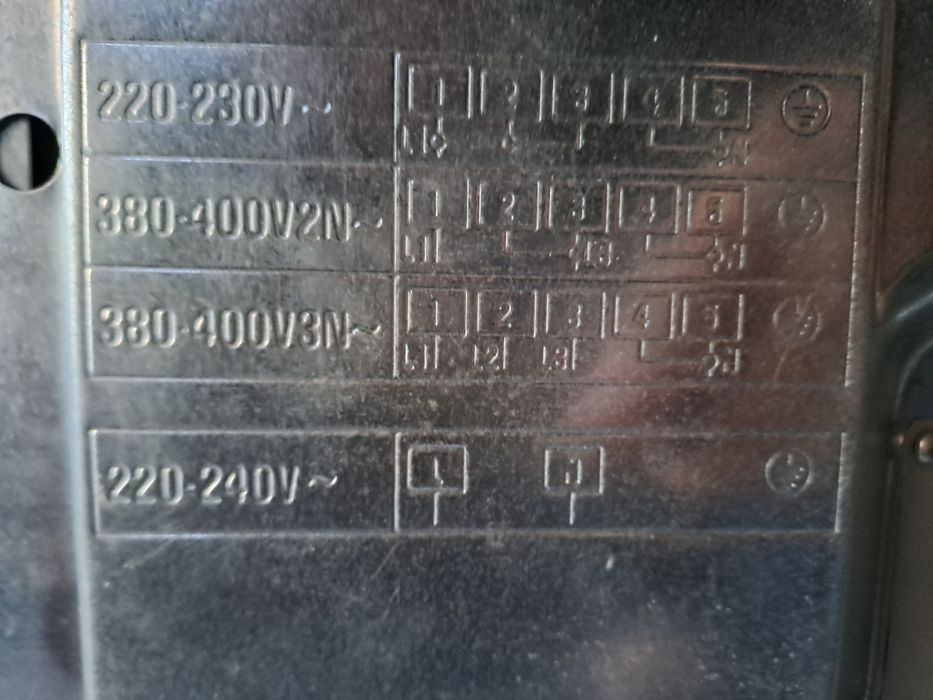 220-230V~ 1 2 3 4 5
L1 N
380-400V2N~ 1 2 3 4 5
L1 L3 N
380-400V3N~ 1 2 3 4 5
L1 L2 L3 N
220-240V~ L N